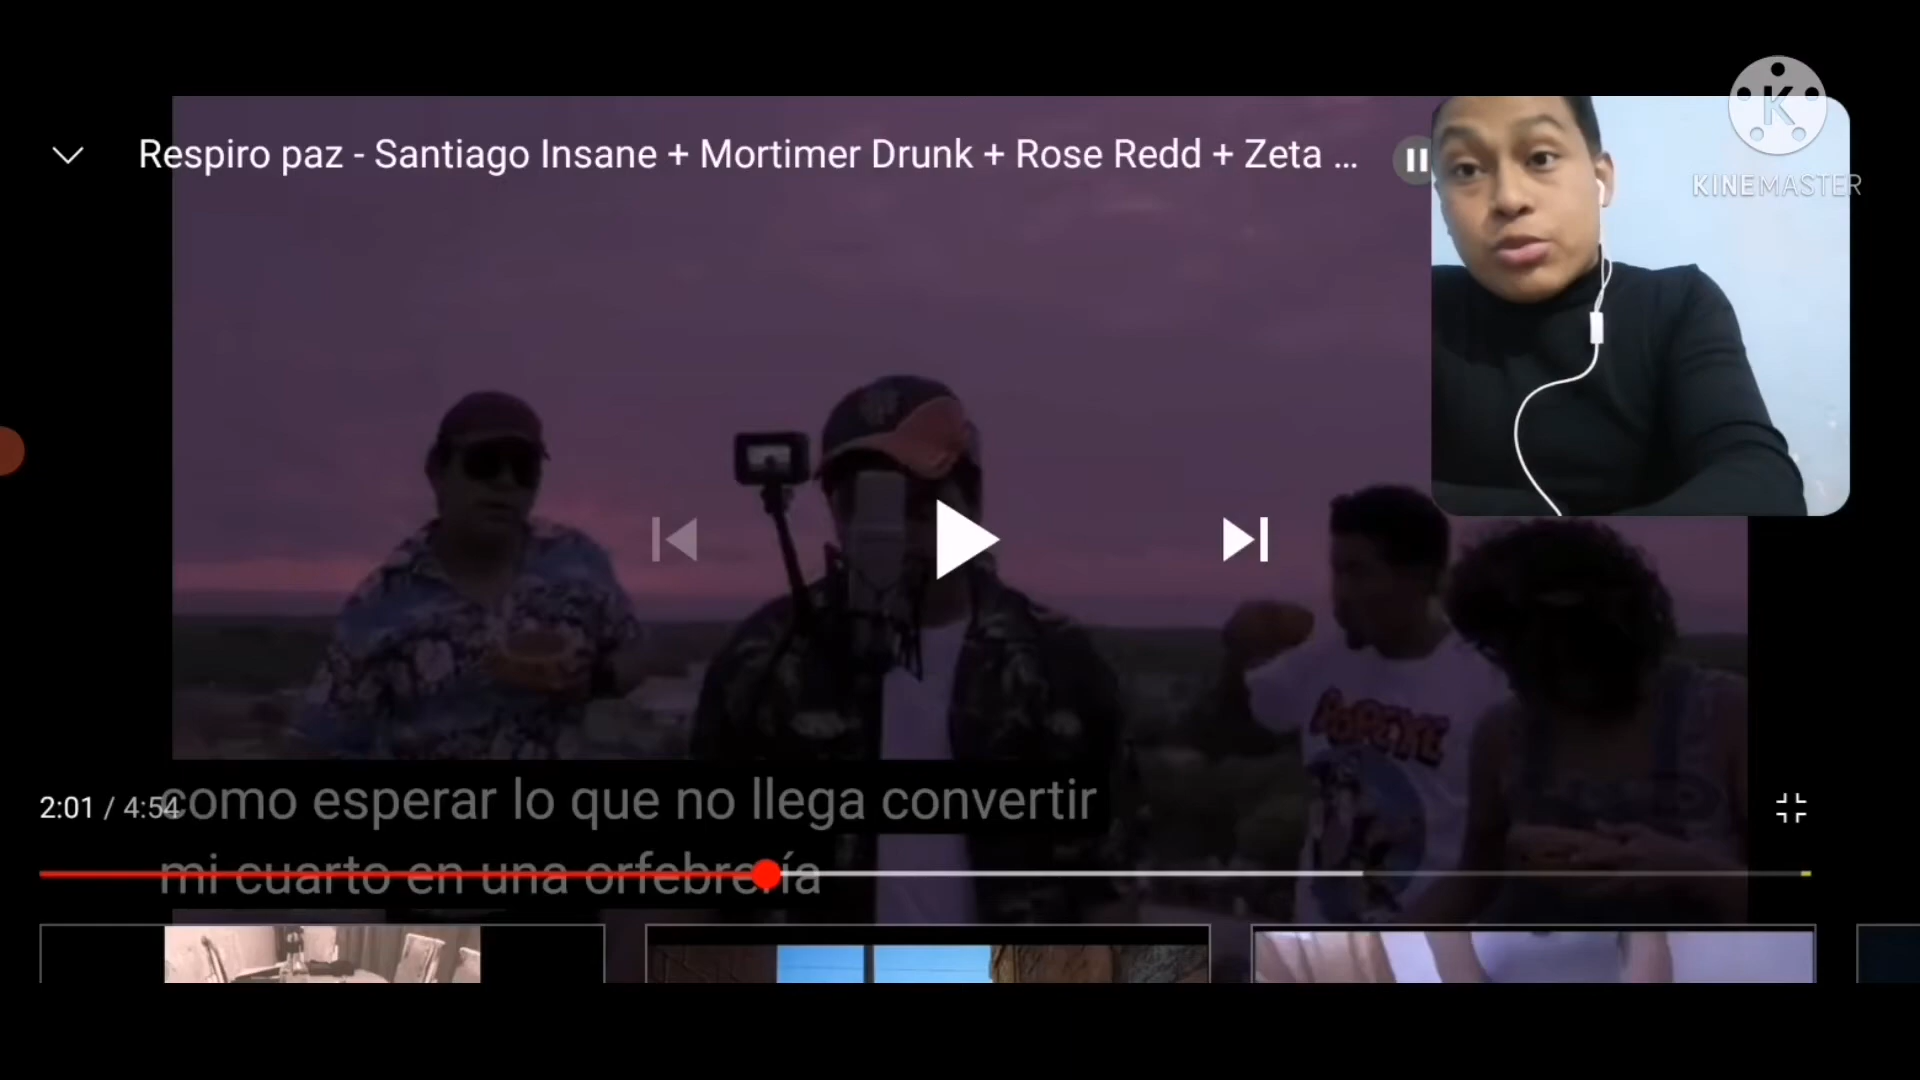 K
KINEMASTER
Respiro paz - Santiago Insane + Mortimer Drunk + Rose Redd + Zeta ...
POPEYE
como esperar lo que no llega convertir
2:01 / 4:54
mi cuarto en una orfebrería